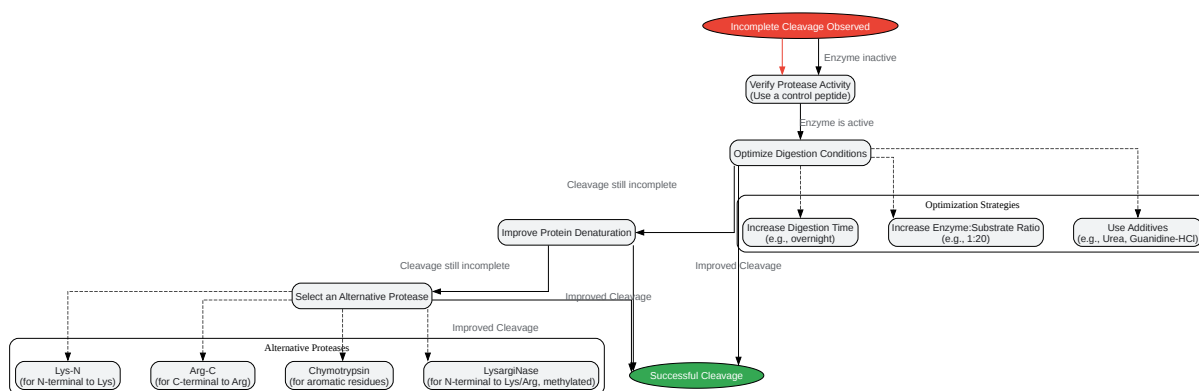 Incomplete Cleavage Observed
Enzyme inactive
Verify Protease Activity
(Use a control peptide)
Enzyme is active
Optimize Digestion Conditions
Cleavage still incomplete
Optimization Strategies
Increase Digestion Time
(e.g., overnight)
Increase Enzyme:Substrate Ratio
(e.g., 1:20)
Use Additives
(e.g., Urea, Guanidine-HCl)
Improve Protein Denaturation
Cleavage still incomplete
Improved Cleavage
Select an Alternative Protease
Improved Cleavage
Improved Cleavage
Alternative Proteases
Lys-N
(for N-terminal to Lys)
Arg-C
(for C-terminal to Arg)
Chymotrypsin
(for aromatic residues)
LysargiNase
(for N-terminal to Lys/Arg, methylated)
Successful Cleavage